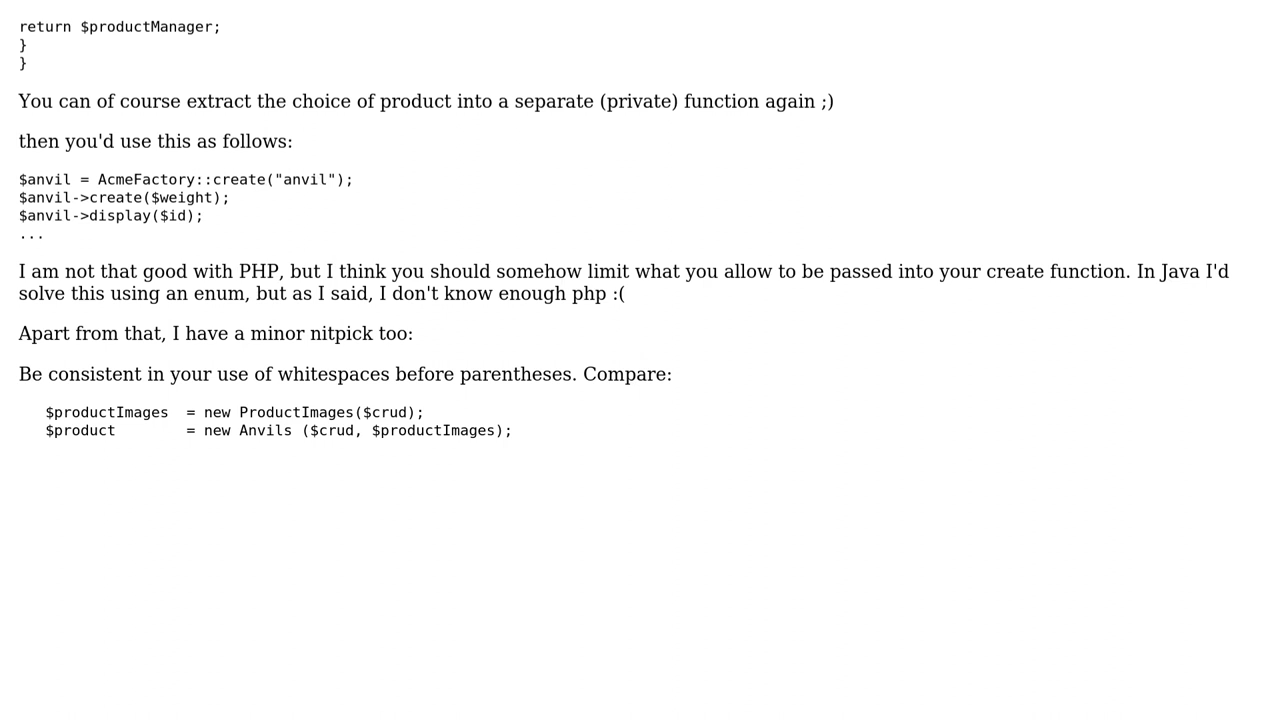 return $productManager;
}
}
You can of course extract the choice of product into a separate (private) function again ;)
then you'd use this as follows:
$anvil = AcmeFactory::create("anvil");
$anvil->create($weight);
$anvil->display($id);
...
I am not that good with PHP, but I think you should somehow limit what you allow to be passed into your create function. In Java I'd
solve this using an enum, but as I said, I don't know enough php :(
Apart from that, I have a minor nitpick too:
Be consistent in your use of whitespaces before parentheses. Compare:
   $productImages  = new ProductImages($crud);
   $product        = new Anvils ($crud, $productImages);